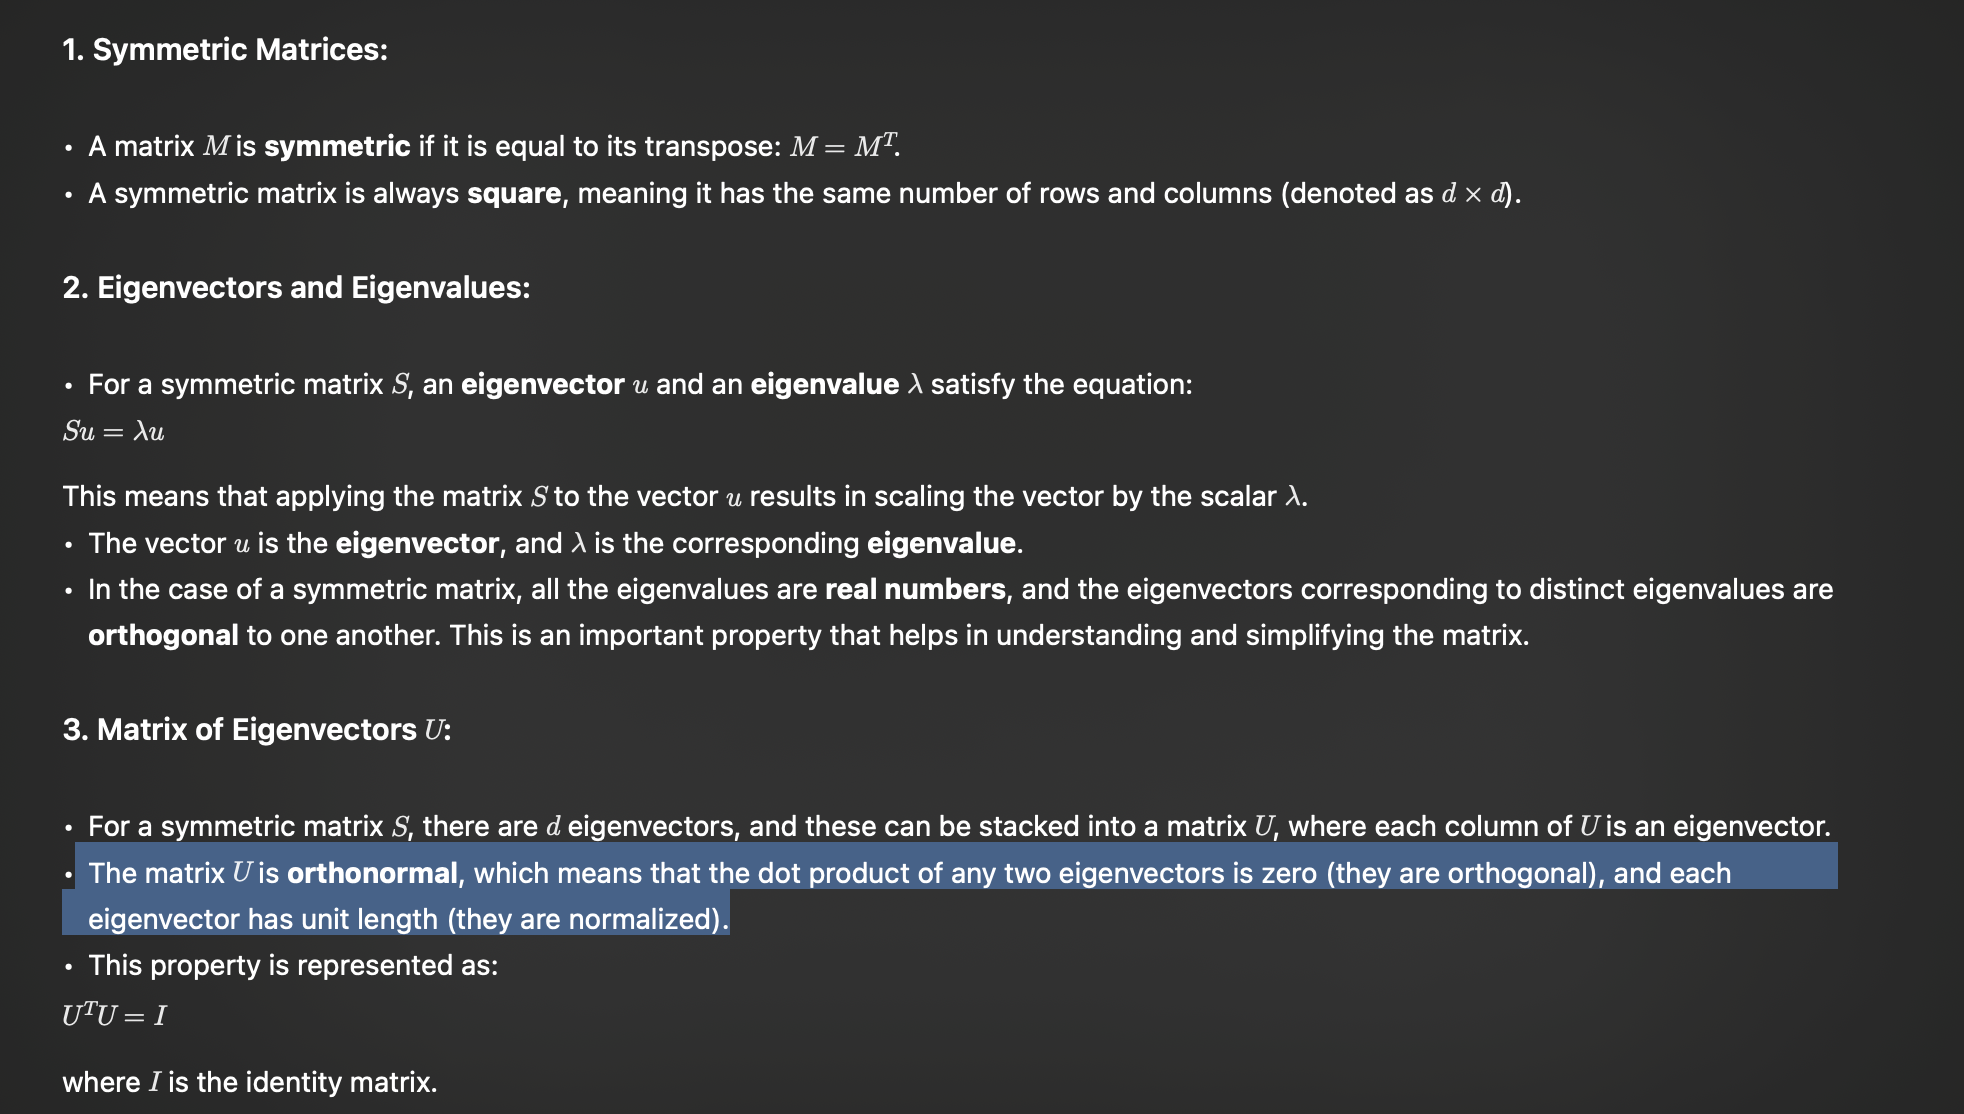 1. Symmetric Matrices:
• A matrix M is symmetric if it is equal to its transpose: M = Mᵀ.
• A symmetric matrix is always square, meaning it has the same number of rows and columns (denoted as d × d).
2. Eigenvectors and Eigenvalues:
• For a symmetric matrix S, an eigenvector u and an eigenvalue λ satisfy the equation:
Su = λu
This means that applying the matrix S to the vector u results in scaling the vector by the scalar λ.
• The vector u is the eigenvector, and λ is the corresponding eigenvalue.
• In the case of a symmetric matrix, all the eigenvalues are real numbers, and the eigenvectors corresponding to distinct eigenvalues are
orthogonal to one another. This is an important property that helps in understanding and simplifying the matrix.
3. Matrix of Eigenvectors U:
• For a symmetric matrix S, there are d eigenvectors, and these can be stacked into a matrix U, where each column of U is an eigenvector.
• The matrix U is orthonormal, which means that the dot product of any two eigenvectors is zero (they are orthogonal), and each
eigenvector has unit length (they are normalized).
• This property is represented as:
UᵀU = I
where I is the identity matrix.